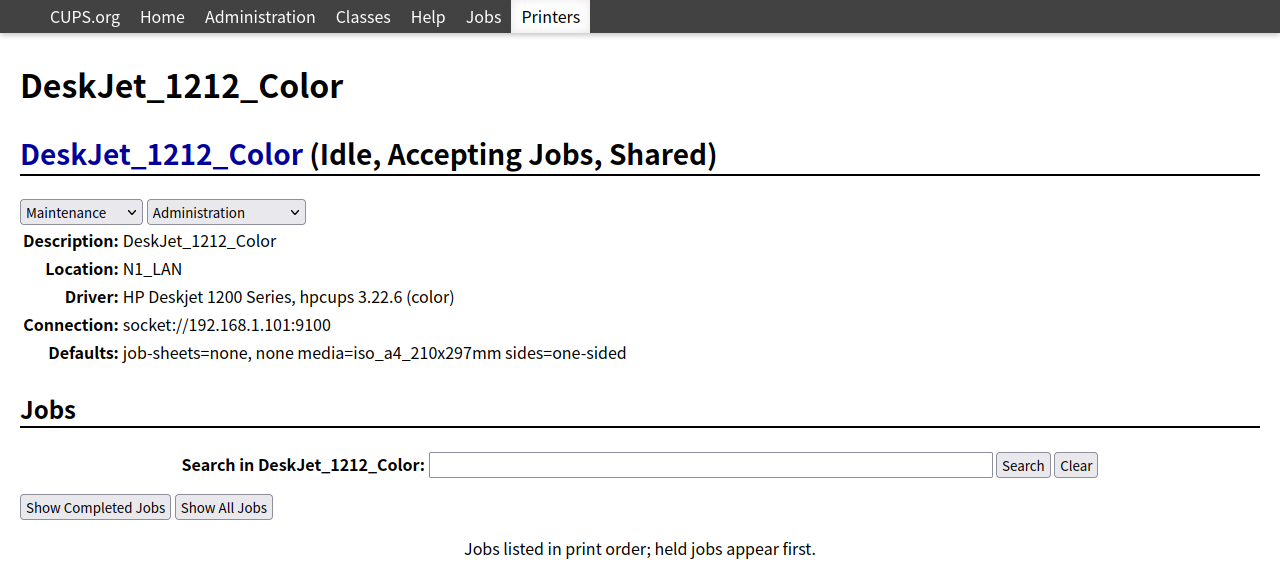 CUPS.org Home Administration Classes Help Jobs Printers
DeskJet_1212_Color
DeskJet_1212_Color (Idle, Accepting Jobs, Shared)
Maintenance Administration
Description: DeskJet_1212_Color
Location: N1_LAN
Driver: HP Deskjet 1200 Series, hpcups 3.22.6 (color)
Connection: socket://192.168.1.101:9100
Defaults: job-sheets=none, none media=iso_a4_210x297mm sides=one-sided
Jobs
Search in DeskJet_1212_Color: Search Clear
Show Completed Jobs Show All Jobs
Jobs listed in print order; held jobs appear first.